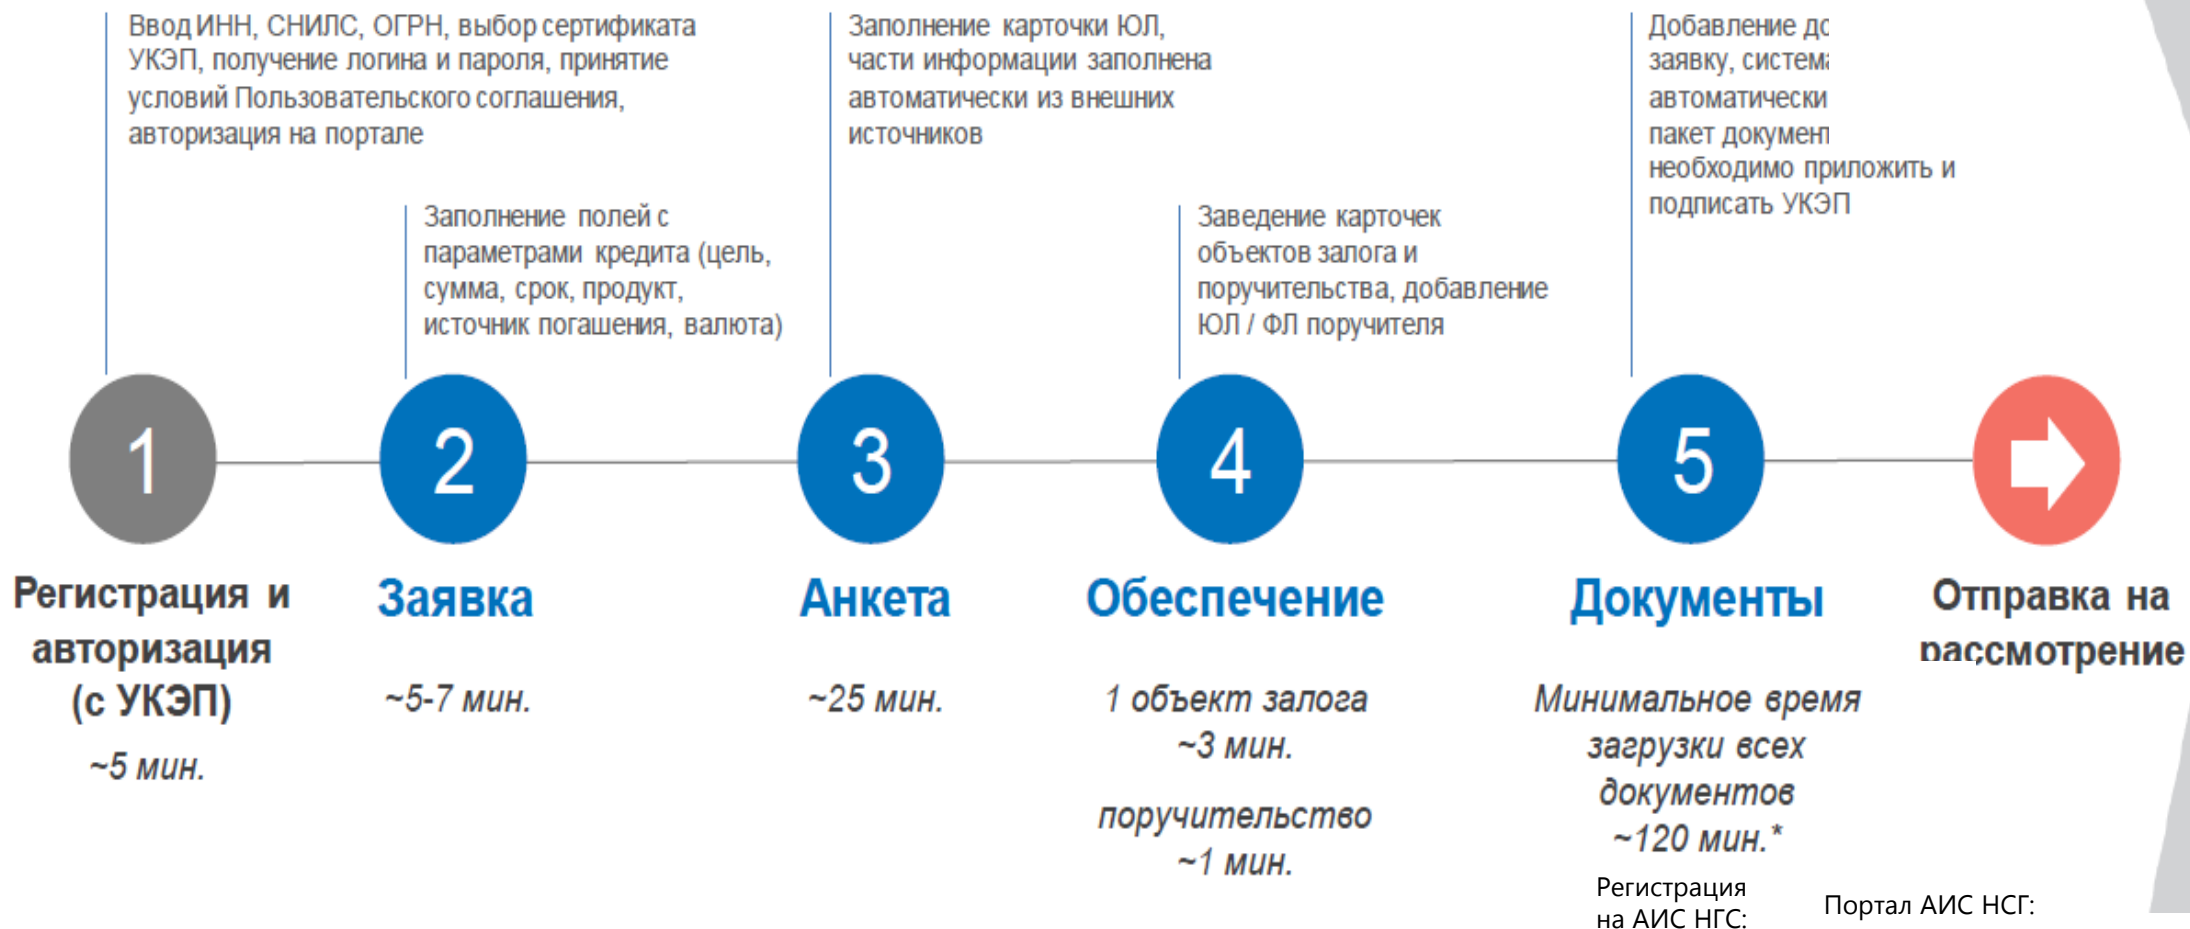 Ввод ИНН, СНИЛС, ОГРН, выбор сертификата
УКЭП, получение логина и пароля, принятие
условий Пользовательского соглашения,
авторизация на портале
Заполнение карточки ЮЛ,
части информации заполнена
автоматически из внешних
источников
Добавление
заявку,
автоматически
пакет
необходимо приложить и
подписать УКЭП
Заполнение полей с
параметрами кредита (цель,
сумма, срок, продукт,
источник погашения, валюта)
Заведение карточек
объектов залога и
поручительства, добавление
ЮЛ / ФЛ поручителя
1
2
3
4
5
Регистрация и
авторизация
(с УКЭП)
~5 мин.
Заявка
~5-7 мин.
Анкета
~25 мин.
Обеспечение
1 объект залога
~3 мин.
поручительство
~1 мин.
Документы
Минимальное время
загрузки всех
документов
~120 мин.*
Отправка на
рассмотрение
Регистрация
на АИС НГС:
Портал АИС НСГ: